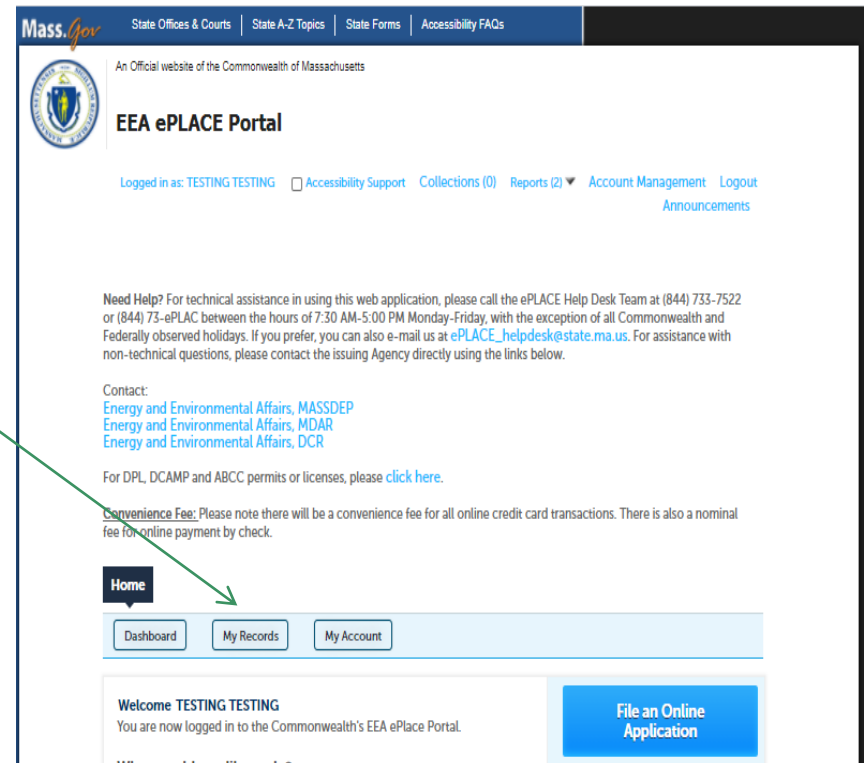 Mass.Gov
State Offices & Courts | State A-Z Topics | State Forms | Accessibility FAQs
An Official website of the Commonwealth of Massachusetts
EEA ePLACE Portal
Logged in as: TESTING TESTING Accessibility Support Collections (0) Reports (2) Account Management Logout
Announcements
Need Help? For technical assistance in using this web application, please call the ePLACE Help Desk Team at (844) 733-7522
or (844) 73-ePLAC between the hours of 7:30 AM-5:00 PM Monday-Friday, with the exception of all Commonwealth and
Federally observed holidays. If you prefer, you can also e-mail us at ePLACE_helpdesk@state.ma.us. For assistance with
non-technical questions, please contact the issuing Agency directly using the links below.
Contact:
Energy and Environmental Affairs, MASSDEP
Energy and Environmental Affairs, MDAR
Energy and Environmental Affairs, DCR
For DPL, DCAMP and ABCC permits or licenses, please click here.
Convenience Fee: Please note there will be a convenience fee for all online credit card transactions. There is also a nominal
fee for online payment by check.
Home
Dashboard My Records My Account
Welcome TESTING TESTING
You are now logged in to the Commonwealth's EEA ePlace Portal.
File an Online
Application